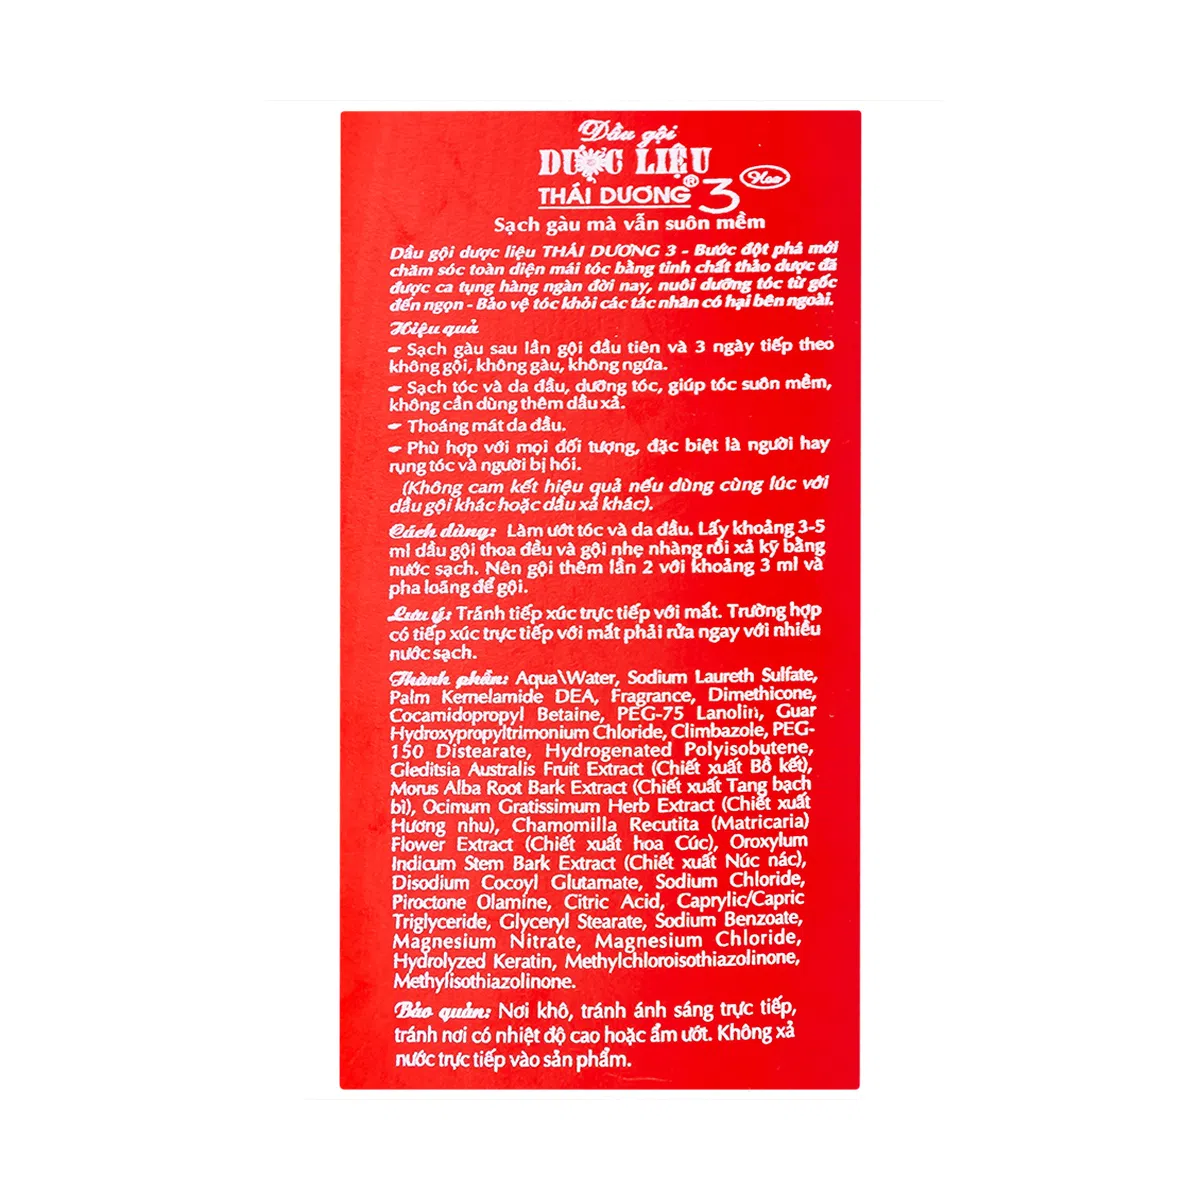 Dầu gội
DƯỢC LIỆU
THÁI DƯƠNG® 3 New
Sạch gàu mà vẫn suôn mềm
Dầu gội dược liệu THÁI DƯƠNG 3 - Bước đột phá mới
chăm sóc toàn diện mái tóc bằng tinh chất thảo dược đã
được ca tụng hàng ngàn đời nay, nuôi dưỡng tóc từ gốc
đến ngọn - Bảo vệ tóc khỏi các tác nhân có hại bên ngoài.
Hiệu quả
Sạch gàu sau lần gội đầu tiên và 3 ngày tiếp theo
không gội, không gàu, không ngứa.
Sạch tóc và da đầu, dưỡng tóc, giúp tóc suôn mềm,
không cần dùng thêm dầu xả.
Thoáng mát da đầu.
Phù hợp với mọi đối tượng, đặc biệt là người hay
rụng tóc và người bị hói.
(Không cam kết hiệu quả nếu dùng cùng lúc với
dầu gội khác hoặc dầu xả khác).
Cách dùng: Làm ướt tóc và da đầu. Lấy khoảng 3-5
ml dầu gội thoa đều và gội nhẹ nhàng rồi xả kỹ bằng
nước sạch. Nên gội thêm lần 2 với khoảng 3 ml và
pha loãng để gội.
Lưu ý: Tránh tiếp xúc trực tiếp với mắt. Trường hợp
có tiếp xúc trực tiếp với mắt phải rửa ngay với nhiều
nước sạch.
Thành phần: Aqua\Water, Sodium Laureth Sulfate,
Palm Kernelamide DEA, Fragrance, Dimethicone,
Cocamidopropyl Betaine, PEG-75 Lanolin, Guar
Hydroxypropyltrimonium Chloride, Climbazole, PEG-
150 Distearate, Hydrogenated Polyisobutene,
Gleditsia Australis Fruit Extract (Chiết xuất Bồ kết),
Morus Alba Root Bark Extract (Chiết xuất Tang bạch
bì), Ocimum Gratissimum Herb Extract (Chiết xuất
Hương nhu), Chamomilla Recutita (Matricaria)
Flower Extract (Chiết xuất hoa Cúc), Oroxylum
Indicum Stem Bark Extract (Chiết xuất Núc nác),
Disodium Cocoyl Glutamate, Sodium Chloride,
Piroctone Olamine, Citric Acid, Caprylic/Capric
Triglyceride, Glyceryl Stearate, Sodium Benzoate,
Magnesium Nitrate, Magnesium Chloride,
Hydrolyzed Keratin, Methylchloroisothiazolinone,
Methylisothiazolinone.
Bảo quản: Nơi khô, tránh ánh sáng trực tiếp,
tránh nơi có nhiệt độ cao hoặc ẩm ướt. Không xả
nước trực tiếp vào sản phẩm.